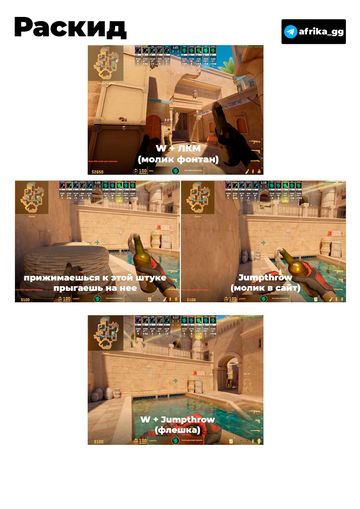 Раскид
afrika_gg
W + ЛКМ
(молик фонтан)
прижимаешься к этой штуке
прыгаешь на нее
Jumpthrow
(молик в сайт)
W + Jumpthrow
(флешка)